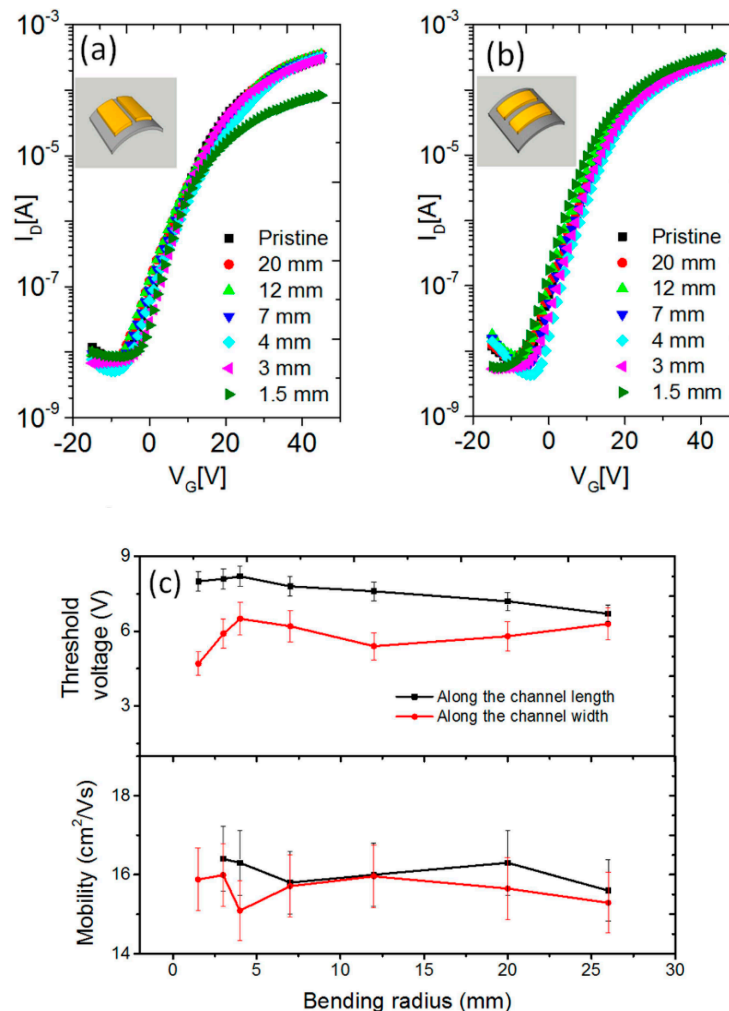 (a)
I_D[A]
10^-3
10^-5
10^-7
10^-9
Pristine
20 mm
12 mm
7 mm
4 mm
3 mm
1.5 mm
-20 0 20 40
V_G[V]
(b)
I_D[A]
10^-3
10^-5
10^-7
10^-9
Pristine
20 mm
12 mm
7 mm
4 mm
3 mm
1.5 mm
-20 0 20 40
V_G[V]
(c)
Threshold
voltage (V)
9
6
3
Along the channel length
Along the channel width
Mobility (cm²/Vs)
18
16
14
0 5 10 15 20 25 30
Bending radius (mm)